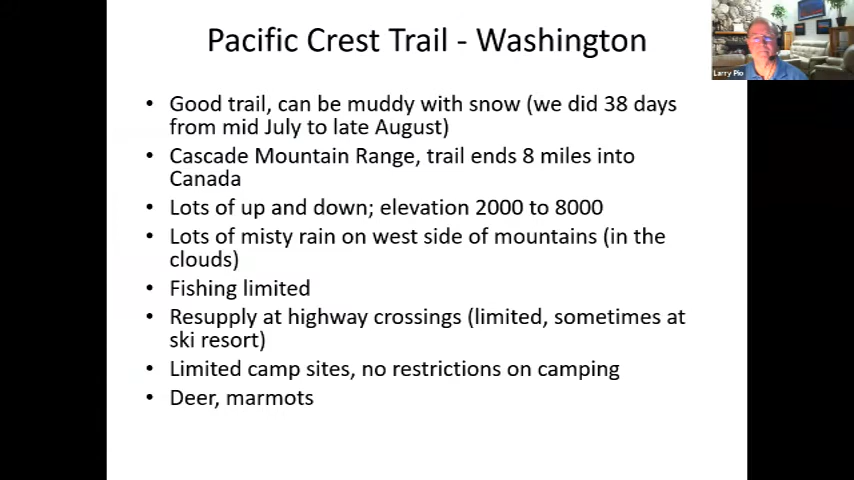 Pacific Crest Trail - Washington
Larry Pio
• Good trail, can be muddy with snow (we did 38 days
from mid July to late August)
• Cascade Mountain Range, trail ends 8 miles into
Canada
• Lots of up and down; elevation 2000 to 8000
• Lots of misty rain on west side of mountains (in the
clouds)
• Fishing limited
• Resupply at highway crossings (limited, sometimes at
ski resort)
• Limited camp sites, no restrictions on camping
• Deer, marmots